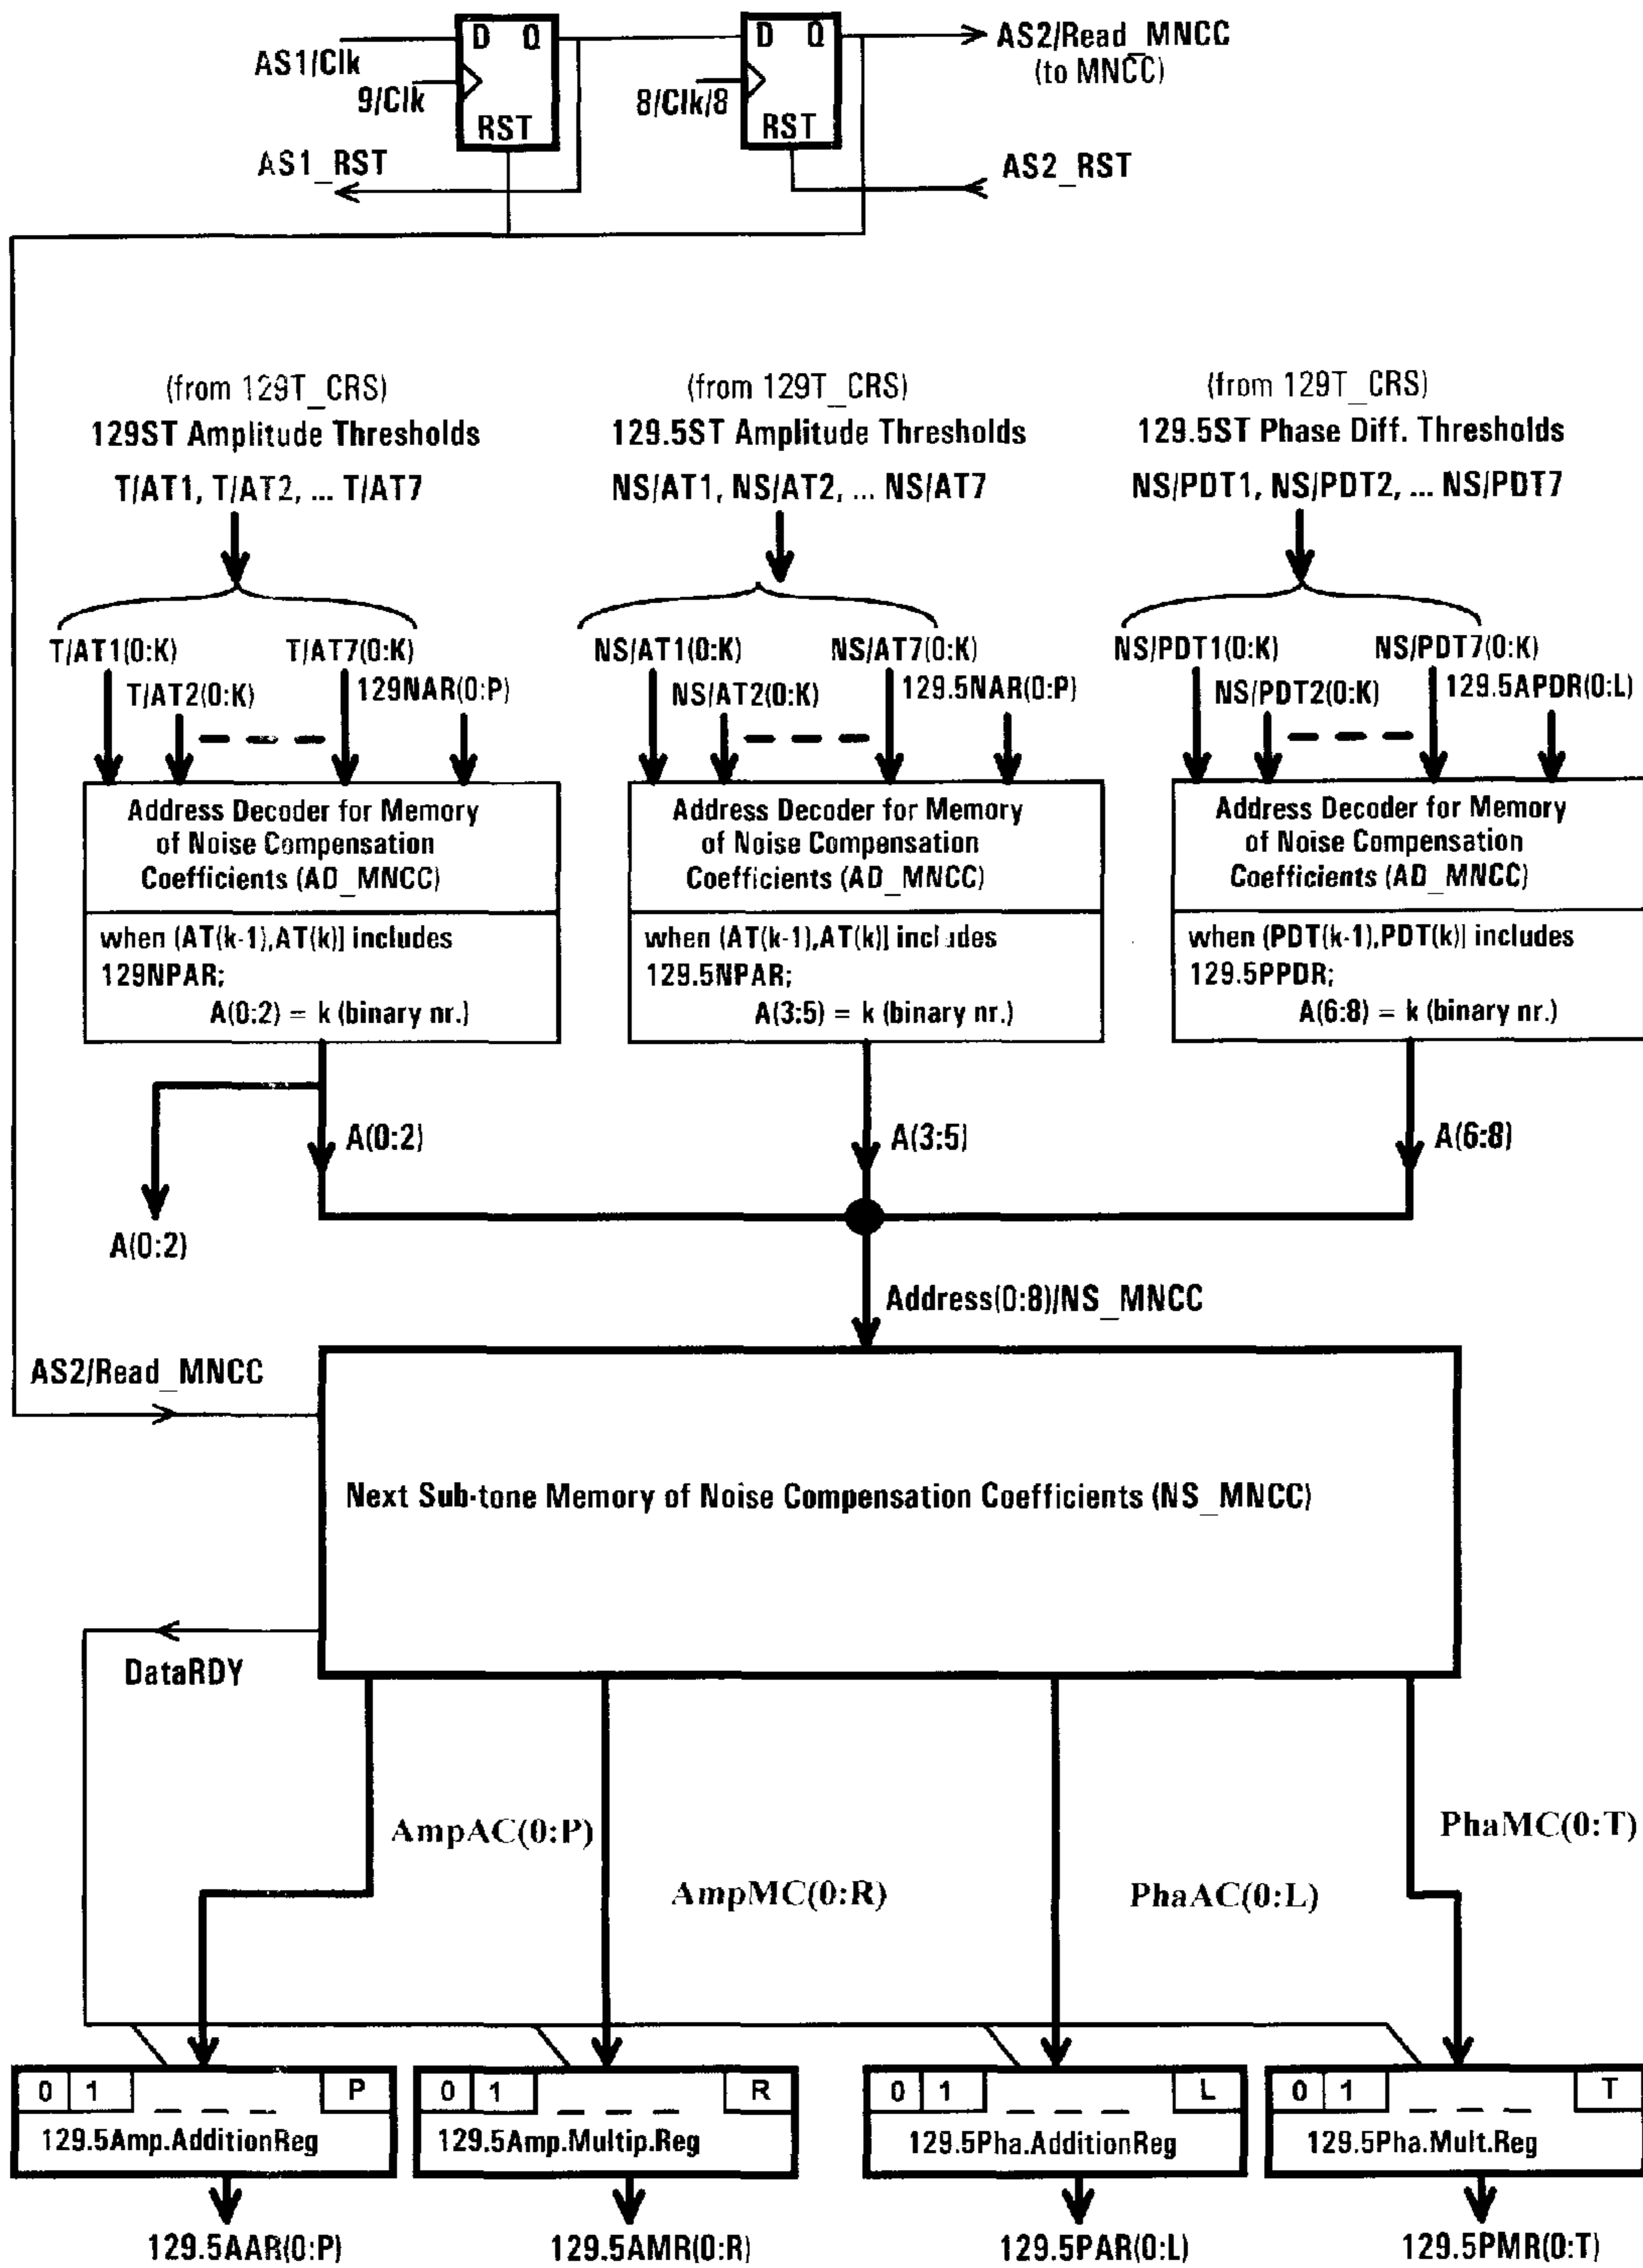 D Q
D Q
AS2/Read_MNCC
(to MNCC)
AS1/Clk
9/Clk
8/Clk/8
RST
RST
AS1_RST
AS2_RST
(from 129T_CRS)
129ST Amplitude Thresholds
T/AT1, T/AT2, ... T/AT7
(from 129T_CRS)
129.5ST Amplitude Thresholds
NS/AT1, NS/AT2, ... NS/AT7
(from 129T_CRS)
129.5ST Phase Diff. Thresholds
NS/PDT1, NS/PDT2, ... NS/PDT7
T/AT1(0:K)
T/AT7(0:K)
T/AT2(0:K)
129NAR(0:P)
NS/AT1(0:K)
NS/AT7(0:K)
NS/AT2(0:K)
129.5NAR(0:P)
NS/PDT1(0:K)
NS/PDT7(0:K)
NS/PDT2(0:K)
129.5APDR(0:L)
Address Decoder for Memory
of Noise Compensation
Coefficients (AD_MNCC)
when (AT(k-1),AT(k)] includes
129NPAR;
A(0:2) = k (binary nr.)
Address Decoder for Memory
of Noise Compensation
Coefficients (AD_MNCC)
when (AT(k-1),AT(k)] includes
129.5NPAR;
A(3:5) = k (binary nr.)
Address Decoder for Memory
of Noise Compensation
Coefficients (AD_MNCC)
when (PDT(k-1),PDT(k)] includes
129.5PPDR;
A(6:8) = k (binary nr.)
A(0:2)
A(3:5)
A(6:8)
A(0:2)
Address(0:8)/NS_MNCC
AS2/Read_MNCC
Next Sub-tone Memory of Noise Compensation Coefficients (NS_MNCC)
DataRDY
AmpAC(0:P)
PhaMC(0:T)
AmpMC(0:R)
PhaAC(0:L)
0 1 P
129.5Amp.AdditionReg
0 1 R
129.5Amp.Multip.Reg
0 1 L
129.5Pha.AdditionReg
0 1 T
129.5Pha.Mult.Reg
129.5AAR(0:P)
129.5AMR(0:R)
129.5PAR(0:L)
129.5PMR(0:T)